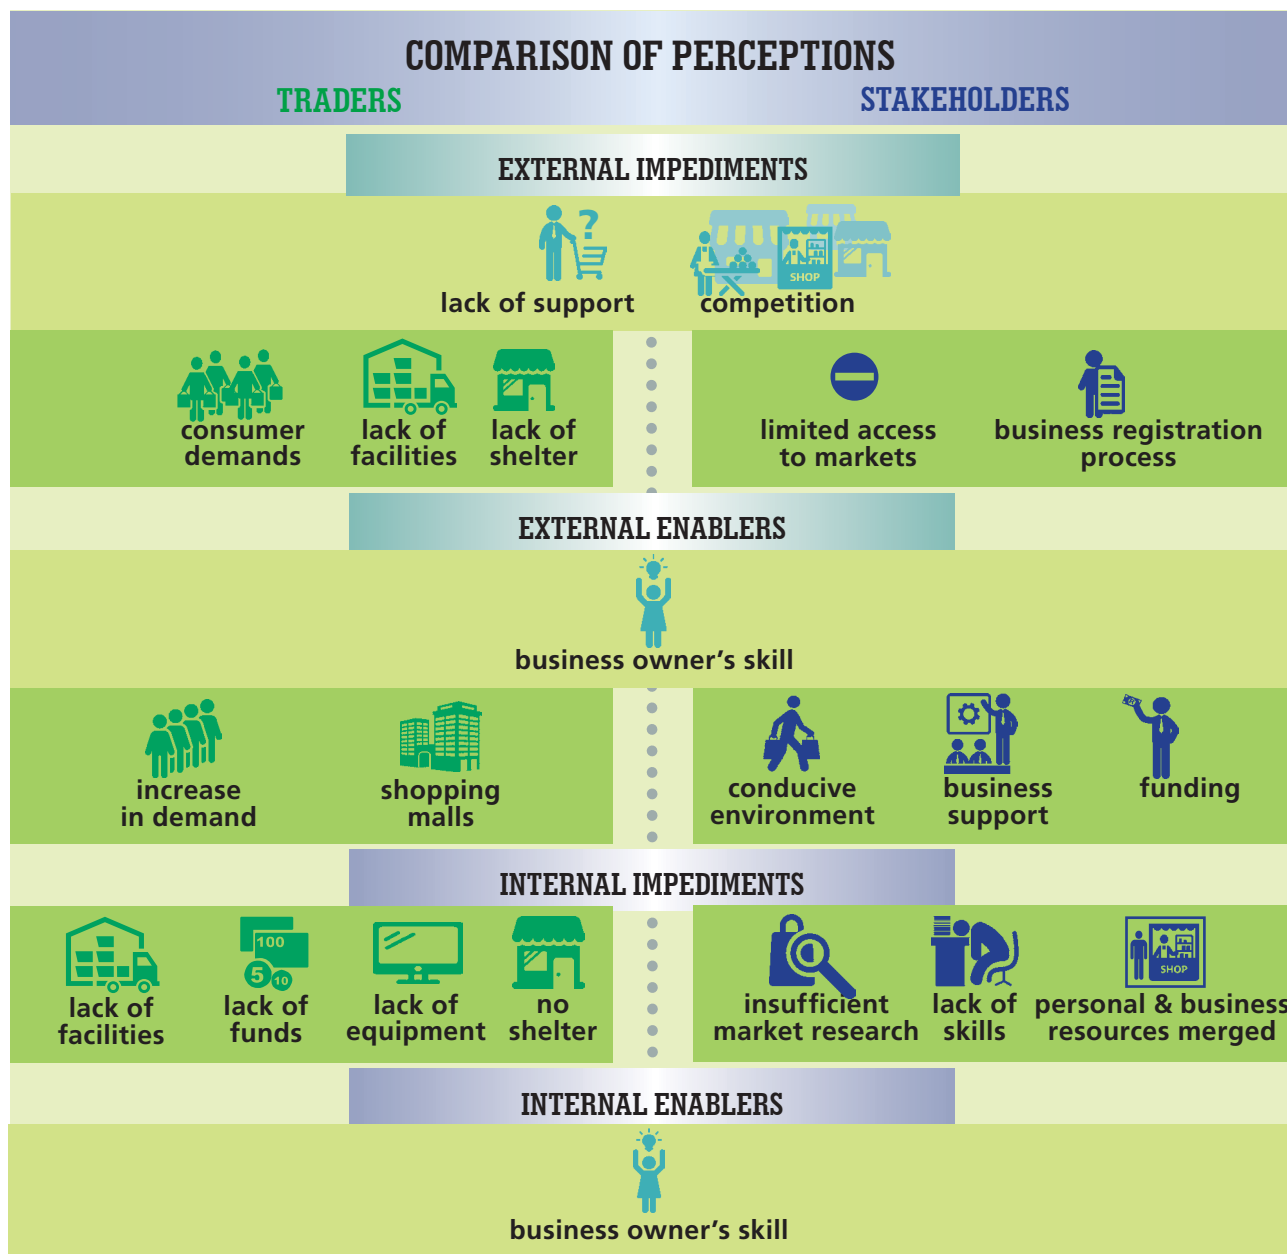 COMPARISON OF PERCEPTIONS
TRADERS
STAKEHOLDERS
EXTERNAL IMPEDIMENTS
?
SHOP
lack of support
competition
consumer
demands
lack of
facilities
lack of
shelter
limited access
to markets
business registration
process
EXTERNAL ENABLERS
business owner's skill
increase
in demand
shopping
malls
conducive
environment
business
support
funding
INTERNAL IMPEDIMENTS
100
5
10
SHOP
lack of
facilities
lack of
funds
lack of
equipment
no
shelter
insufficient
market research
lack of
skills
personal & business
resources merged
INTERNAL ENABLERS
business owner's skill